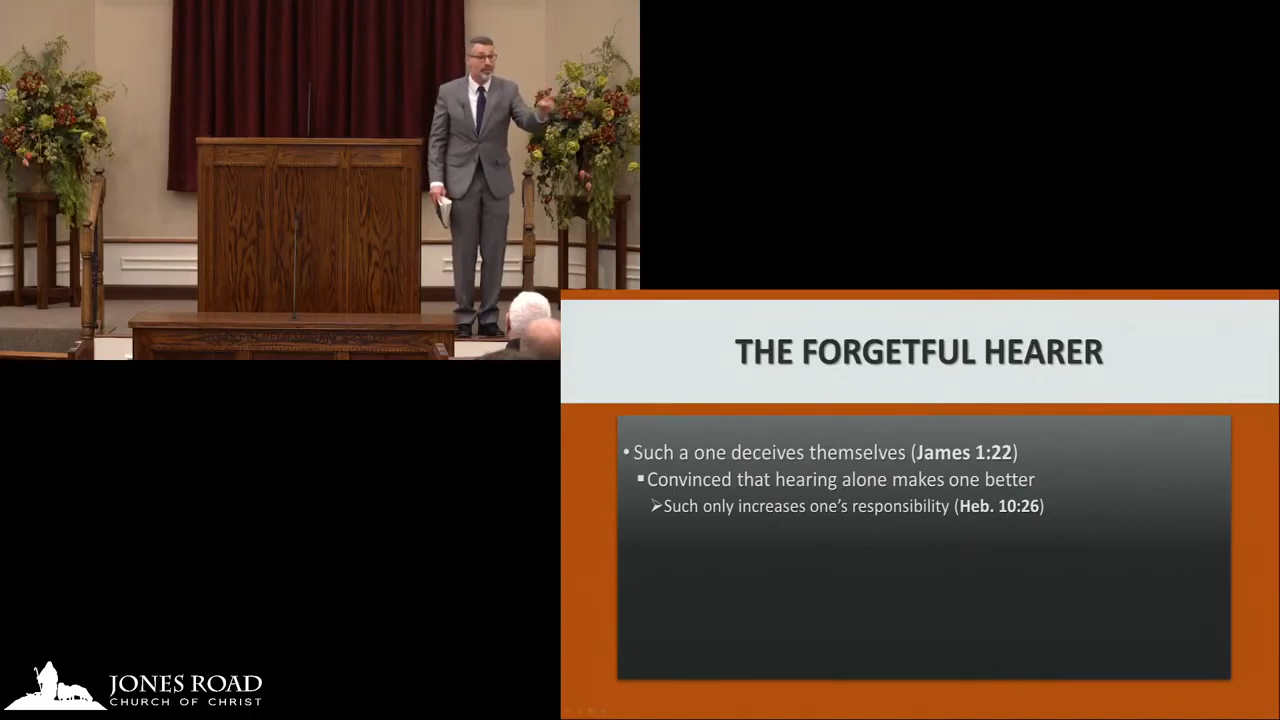 THE FORGETFUL HEARER
• Such a one deceives themselves (James 1:22)
▪ Convinced that hearing alone makes one better
➢ Such only increases one's responsibility (Heb. 10:26)
JONES ROAD
CHURCH OF CHRIST